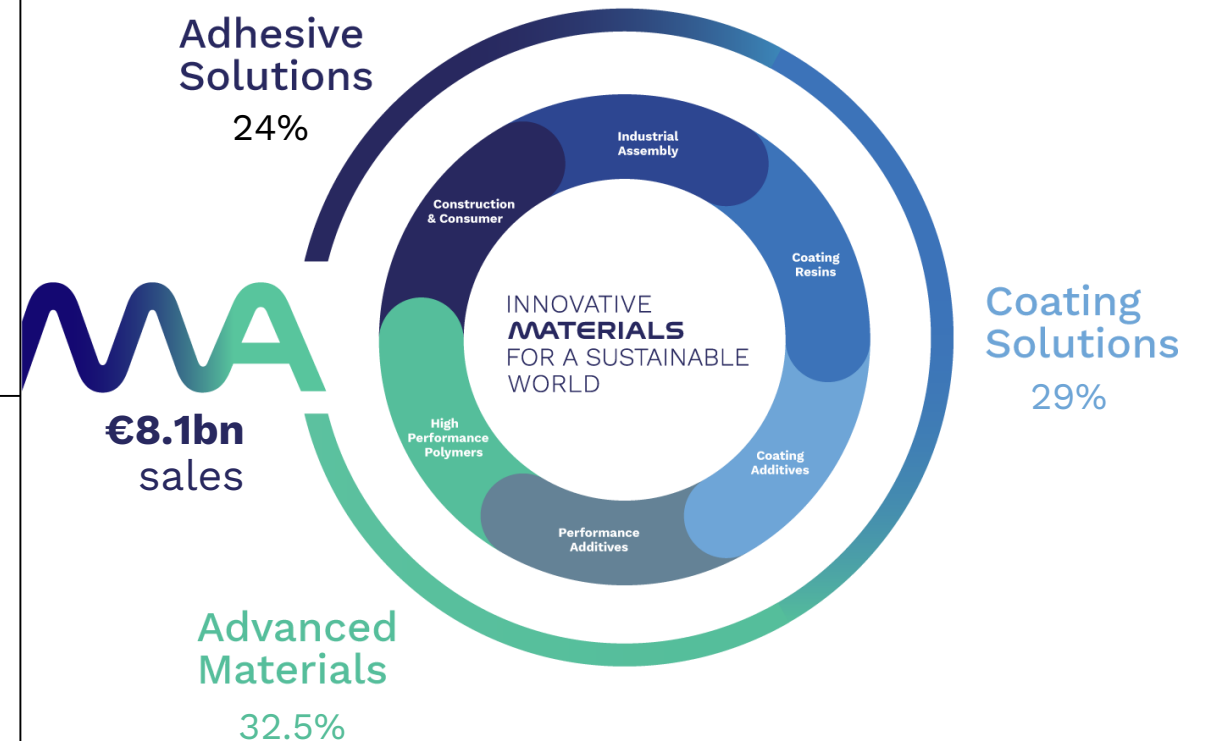 Adhesive
Solutions
24%
Industrial
Assembly
Construction
& Consumer
Coating
Resins
INNOVATIVE
MATERIALS
FOR A SUSTAINABLE
WORLD
MA
€8.1bn
sales
Coating
Solutions
29%
High
Performance
Polymers
Coating
Additives
Performance
Additives
Advanced
Materials
32.5%